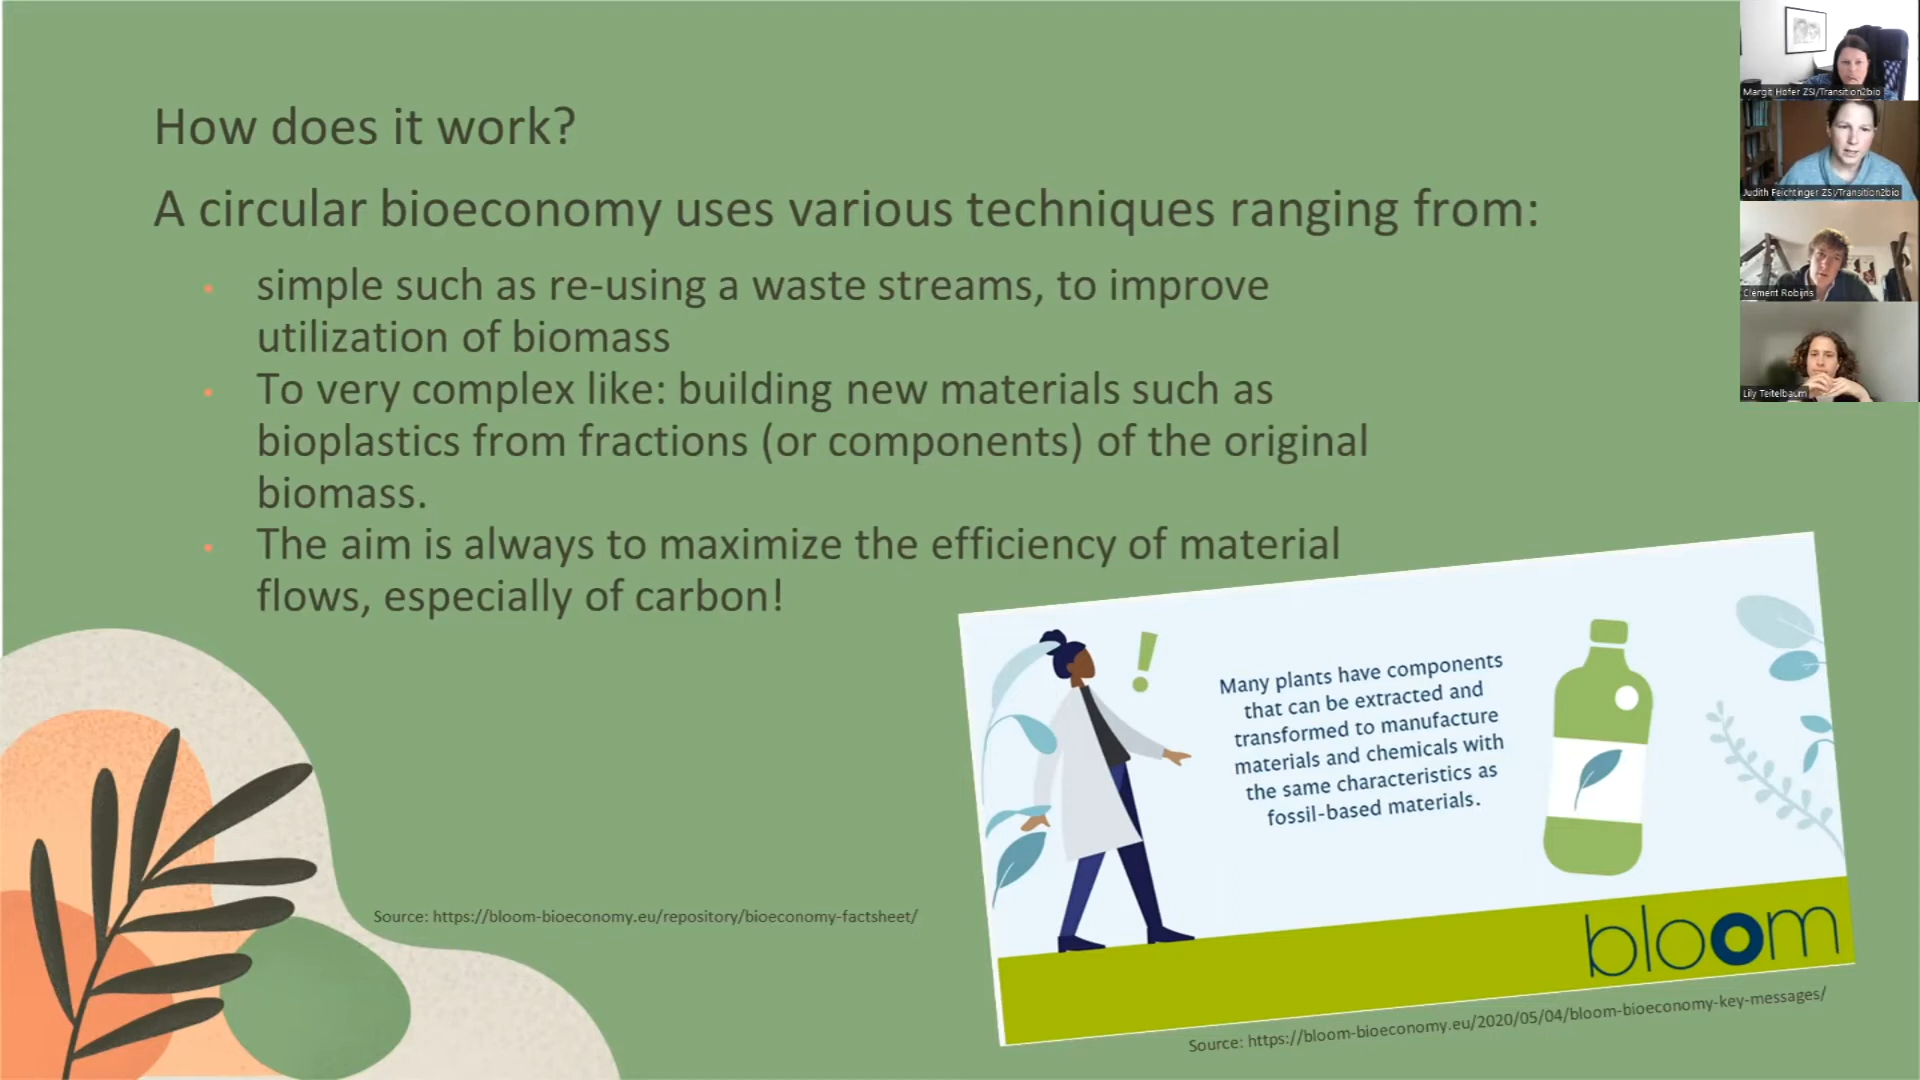 How does it work?
A circular bioeconomy uses various techniques ranging from:
simple such as re-using a waste streams, to improve
utilization of biomass
To very complex like: building new materials such as
bioplastics from fractions (or components) of the original
biomass.
The aim is always to maximize the efficiency of material
flows, especially of carbon!
Many plants have components
that can be extracted and
transformed to manufacture
materials and chemicals with
the same characteristics as
fossil-based materials.
bloom
Source: https://bloom-bioeconomy.eu/repository/bioeconomy-factsheet/
Source: https://bloom-bioeconomy.eu/2020/05/04/bloom-bioeconomy-key-messages/
Margit Hofer ZSI/Transition2bio
Judith Feichtinger ZSI/Transition2bio
Clément Robijns
Lily Teitelbaum